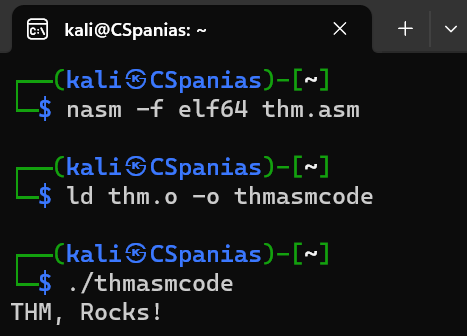 kali@CSpanias: ~
┌──(kali㉿CSpanias)-[~]
└─$ nasm -f elf64 thm.asm
┌──(kali㉿CSpanias)-[~]
└─$ ld thm.o -o thmasmcode
┌──(kali㉿CSpanias)-[~]
└─$ ./thmasmcode
THM, Rocks!